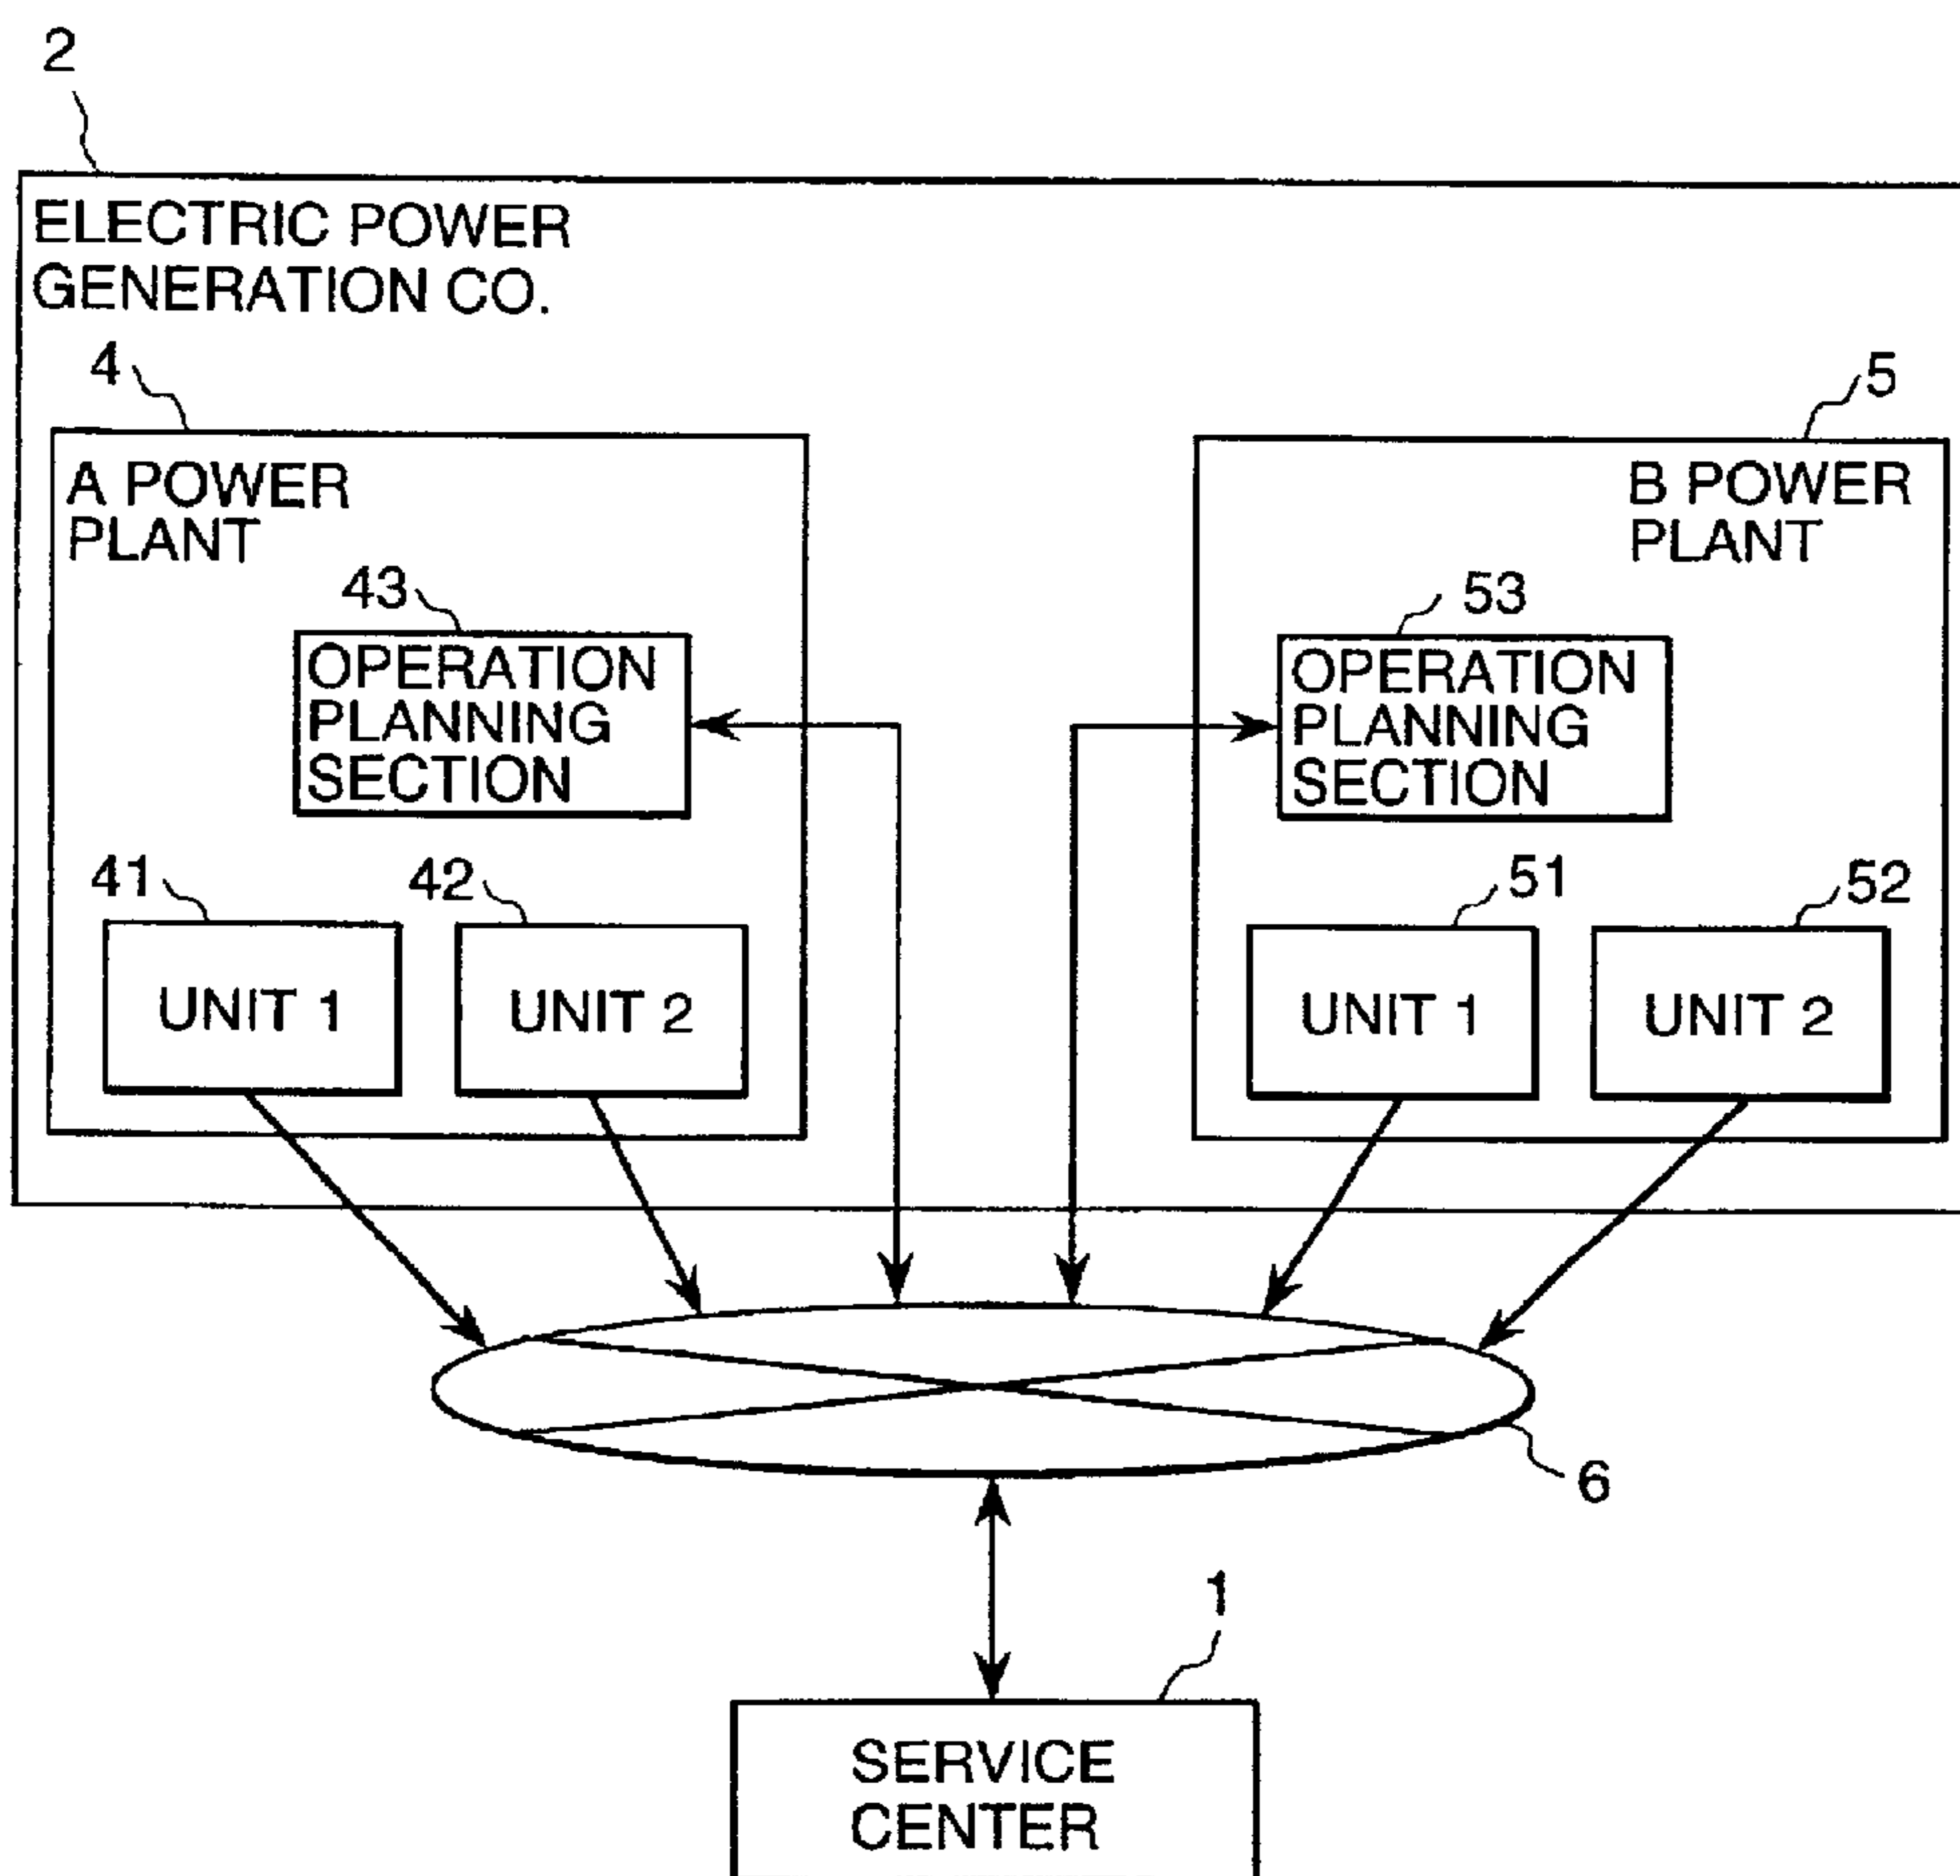 2
ELECTRIC POWER
GENERATION CO.
4
5
A POWER
PLANT
B POWER
PLANT
43
53
OPERATION
PLANNING
SECTION
OPERATION
PLANNING
SECTION
41
42
51
52
UNIT 1
UNIT 2
UNIT 1
UNIT 2
6
1
SERVICE
CENTER